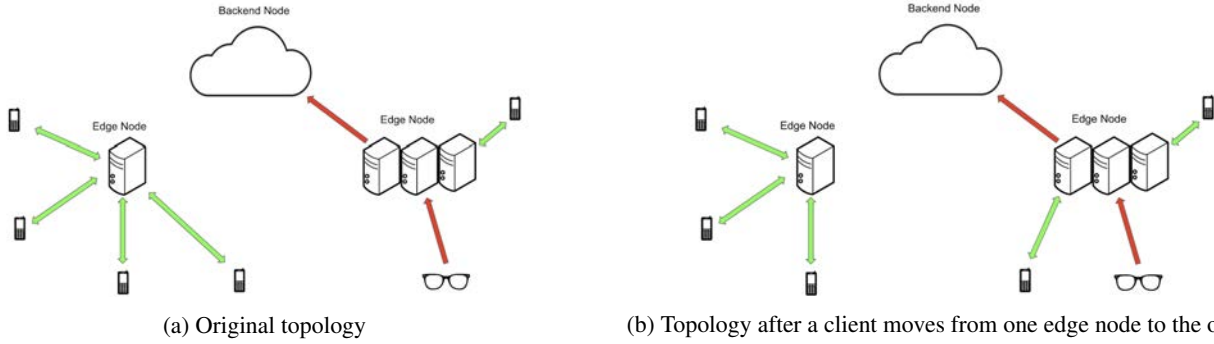 Backend Node
Edge Node
Edge Node
(a) Original topology
Backend Node
Edge Node
Edge Node
(b) Topology after a client moves from one edge node to the o